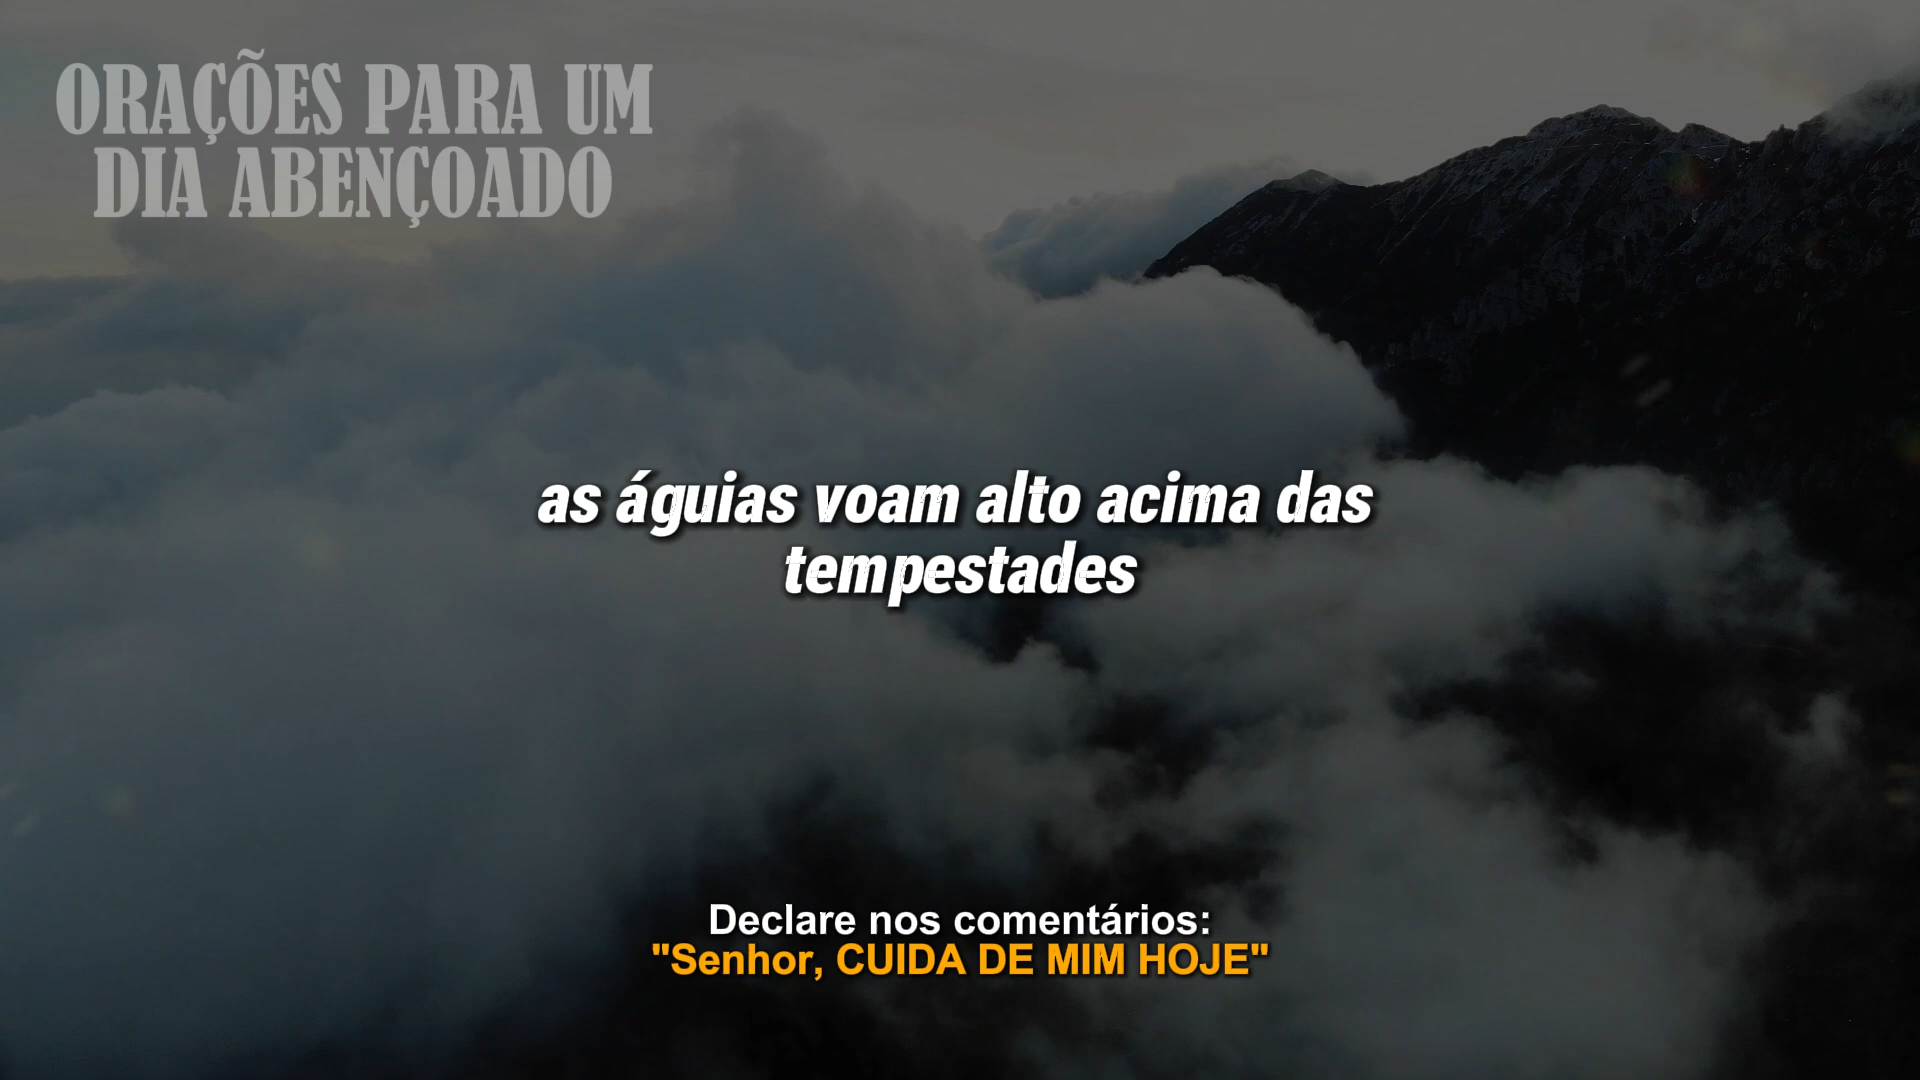 ORAÇÕES PARA UM
DIA ABENÇOADO
as águias voam alto acima das
tempestades
Declare nos comentários:
"Senhor, CUIDA DE MIM HOJE"